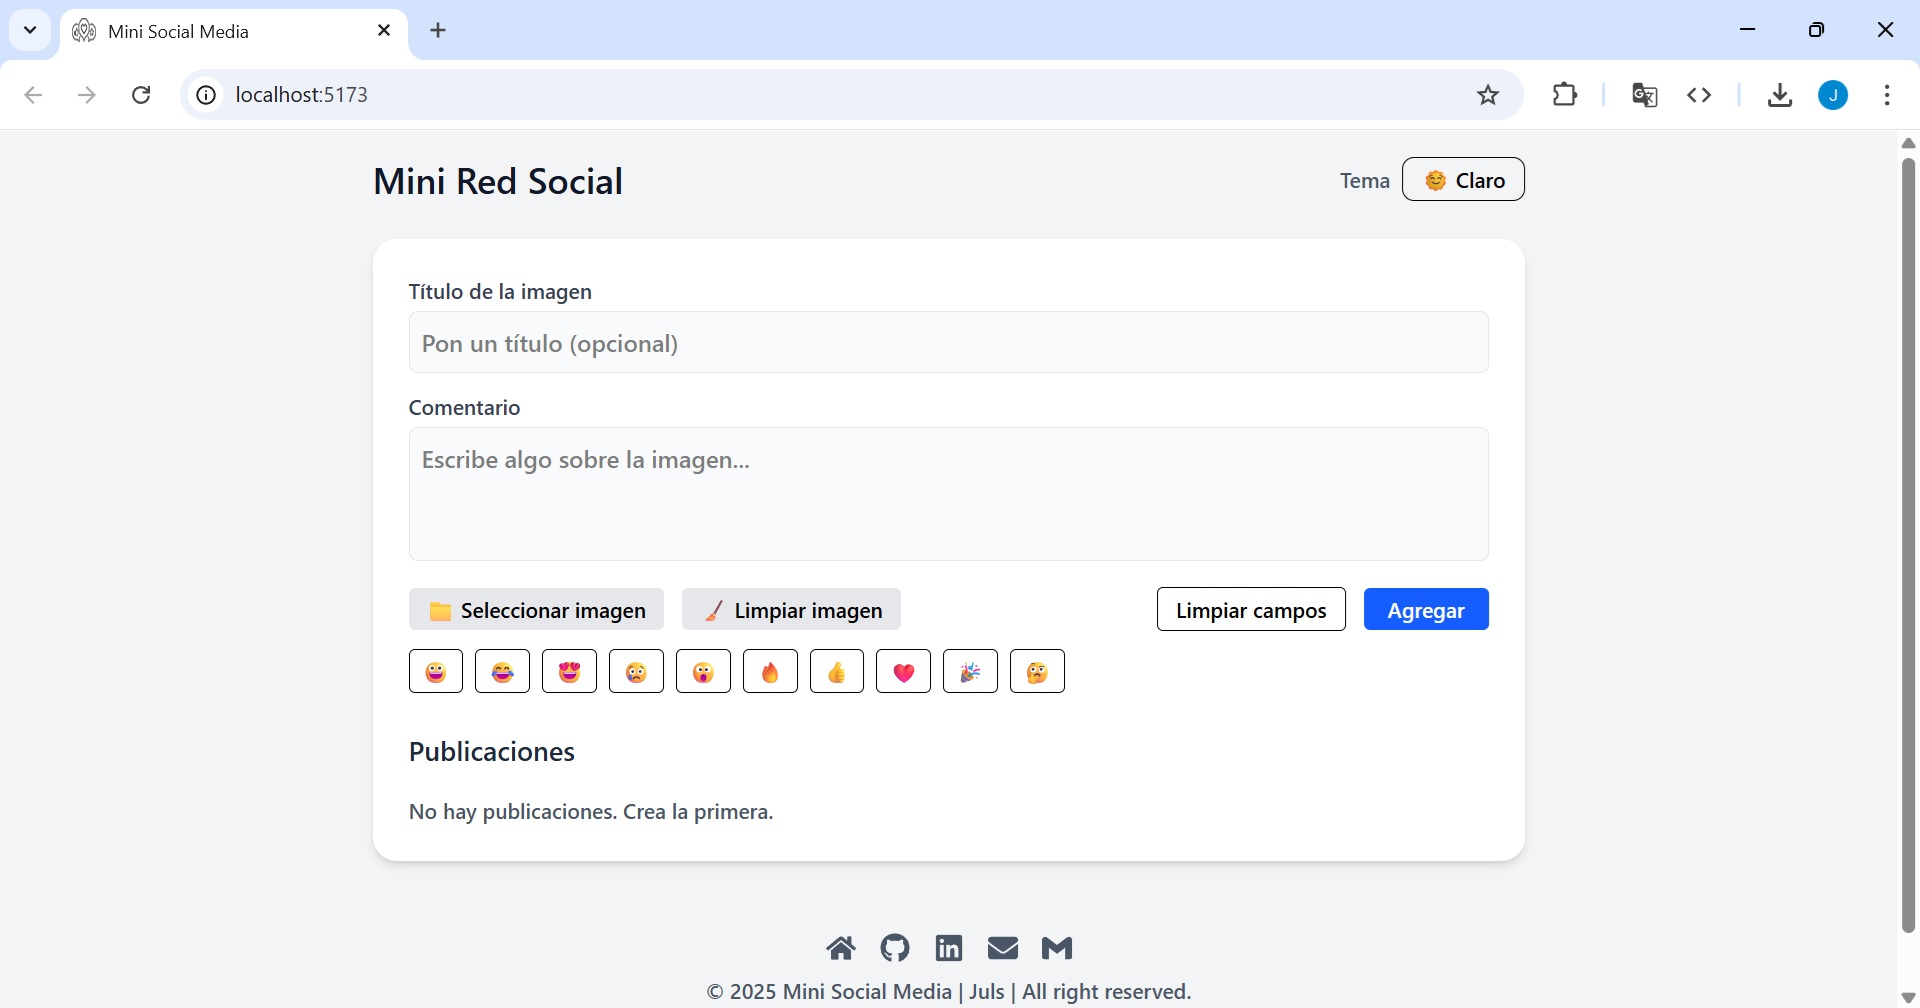 Mini Social Media
localhost:5173
J
Mini Red Social
Tema 🌞 Claro
Título de la imagen
Pon un título (opcional)
Comentario
Escribe algo sobre la imagen...
📁 Seleccionar imagen 🧹 Limpiar imagen Limpiar campos Agregar
😀 😂 😍 😢 😮 🔥 👍 ❤️ 🎉 🤔
Publicaciones
No hay publicaciones. Crea la primera.
© 2025 Mini Social Media | Juls | All right reserved.